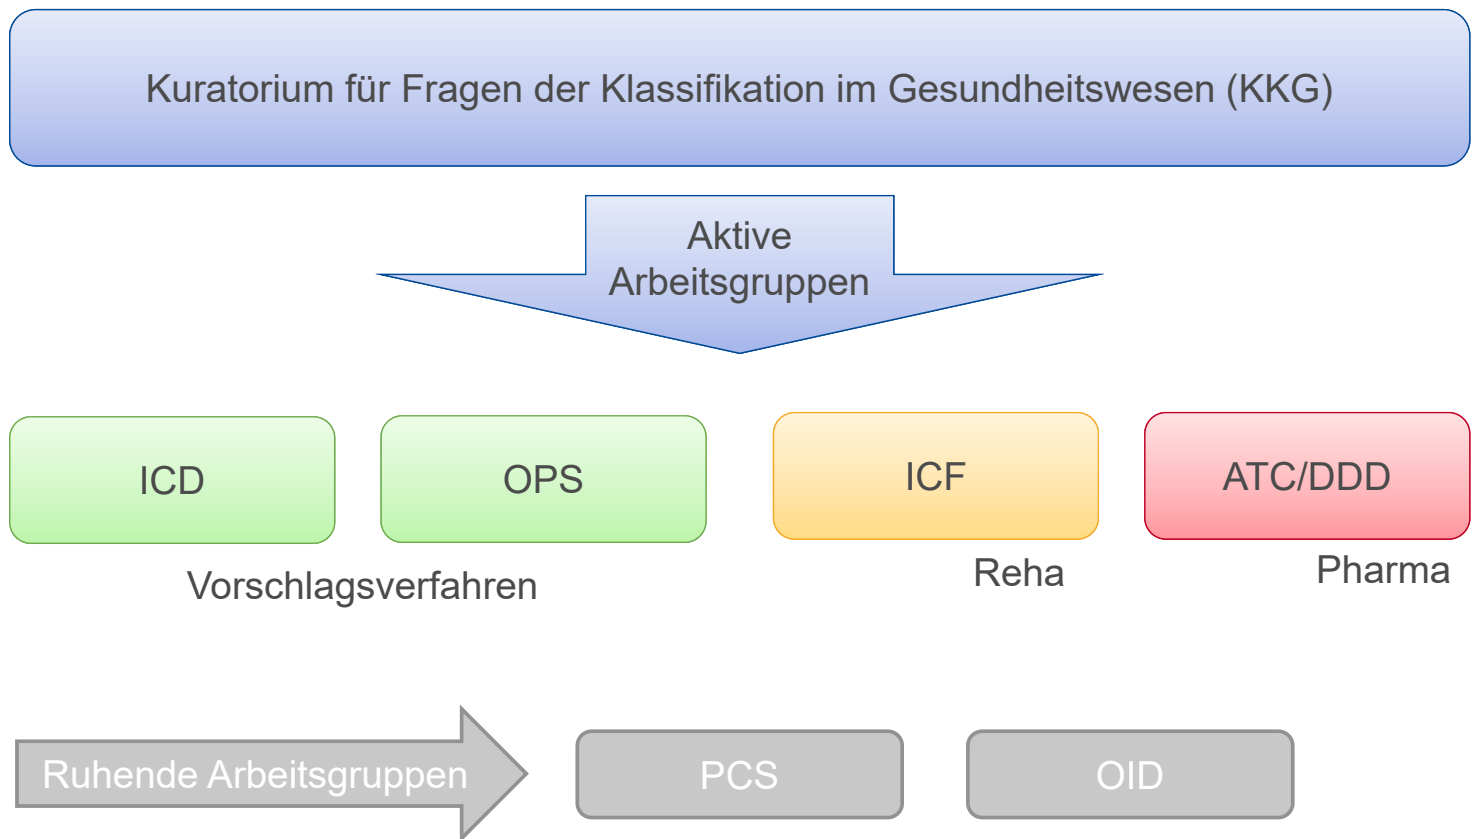 Kuratorium für Fragen der Klassifikation im Gesundheitswesen (KKG)
Aktive
Arbeitsgruppen
ICD
OPS
ICF
ATC/DDD
Vorschlagsverfahren
Reha
Pharma
Ruhende Arbeitsgruppen
PCS
OID